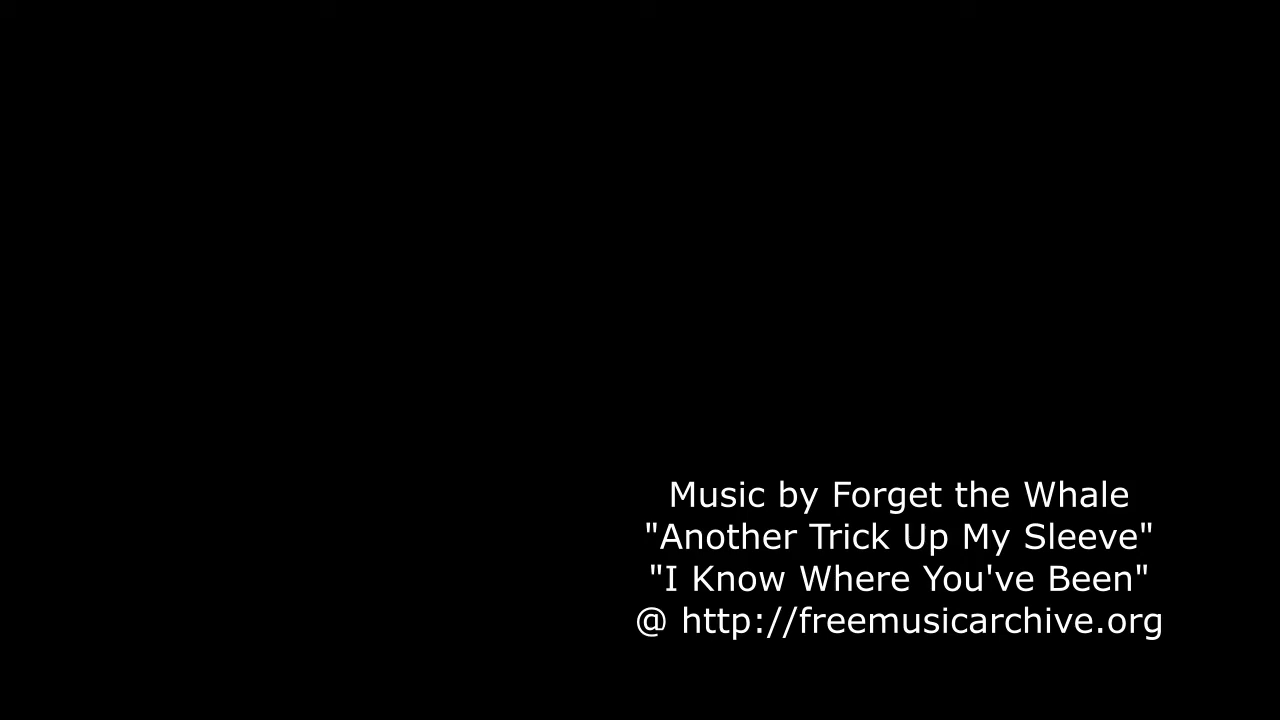 Music by Forget the Whale
"Another Trick Up My Sleeve"
"I Know Where You've Been"
@ http://freemusicarchive.org